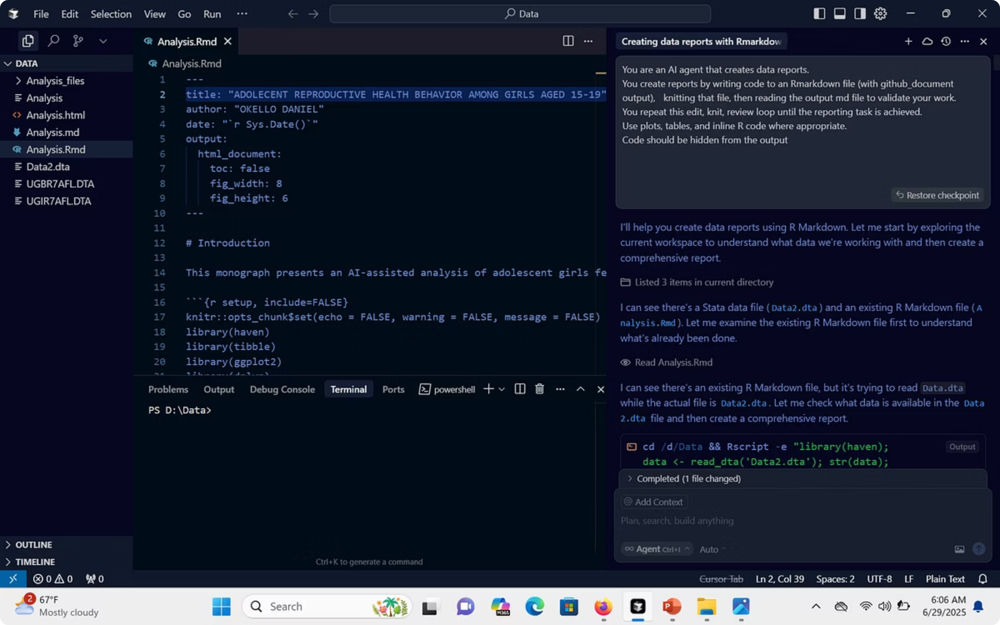 File Edit Selection View Go Run ···
Data
DATA
Analysis_files
Analysis
Analysis.html
Analysis.md
Analysis.Rmd
Data2.dta
UGBR7AFL.DTA
UGIR7AFL.DTA
OUTLINE
TIMELINE
Analysis.Rmd
Analysis.Rmd
1 ---
2 title: "ADOLECENT REPRODUCTIVE HEALTH BEHAVIOR AMONG GIRLS AGED 15-19"
3 author: "OKELLO DANIEL"
4 date: "`r Sys.Date()`"
5 output:
6 html_document:
7 toc: false
8 fig_width: 8
9 fig_height: 6
10 ---
11
12 # Introduction
13
14 This monograph presents an AI-assisted analysis of adolescent girls fe
15
16 ```{r setup, include=FALSE}
17 knitr::opts_chunk$set(echo = FALSE, warning = FALSE, message = FALSE)
18 library(haven)
19 library(tibble)
20 library(ggplot2)
Problems Output Debug Console Terminal Ports powershell
PS D:\Data>
Ctrl+K to generate a command
Creating data reports with Rmarkdow
You are an AI agent that creates data reports.
You create reports by writing code to an Rmarkdown file (with github_document
output), knitting that file, then reading the output md file to validate your work.
You repeat this edit, knit, review loop until the reporting task is achieved.
Use plots, tables, and inline R code where appropriate.
Code should be hidden from the output
Restore checkpoint
I'll help you create data reports using R Markdown. Let me start by exploring the
current workspace to understand what data we're working with and then create a
comprehensive report.
Listed 3 items in current directory
I can see there's a Stata data file (Data2.dta) and an existing R Markdown file (A
nalysis.Rmd). Let me examine the existing R Markdown file first to understand
what's already been done.
Read Analysis.Rmd
I can see there's an existing R Markdown file, but it's trying to read Data.dta
while the actual file is Data2.dta. Let me check what data is available in the Data
2.dta file and then create a comprehensive report.
cd /d/Data && Rscript -e "library(haven);
Output
data <- read_dta('Data2.dta'); str(data);
Completed (1 file changed)
@ Add Context
Plan, search, build anything
∞ Agent Ctrl+I Auto
0 0 0
Cursor Tab Ln 2, Col 39 Spaces: 2 UTF-8 LF Plain Text
2
67°F
Mostly cloudy
Search
M365
P
6:06 AM
6/29/2025